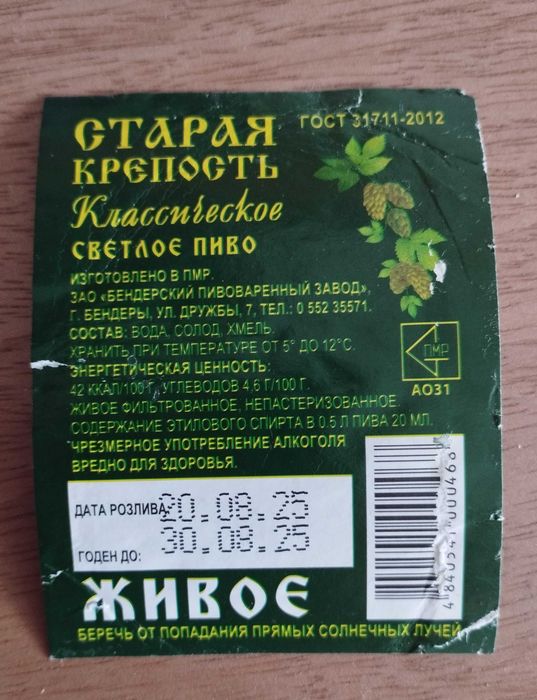 СТАРАЯ
КРЕПОСТЬ
ГОСТ 31711-2012
Классическое
СВЕТЛОЕ ПИВО
ИЗГОТОВЛЕНО В ПМР.
ЗАО «БЕНДЕРСКИЙ ПИВОВАРЕННЫЙ ЗАВОД»,
Г. БЕНДЕРЫ, УЛ. ДРУЖБЫ, 7, ТЕЛ.: 0 552 35571.
СОСТАВ: ВОДА, СОЛОД, ХМЕЛЬ.
ХРАНИТЬ ПРИ ТЕМПЕРАТУРЕ ОТ 5° ДО 12°С.
ЭНЕРГЕТИЧЕСКАЯ ЦЕННОСТЬ:
42 ККАЛ/100 Г, УГЛЕВОДОВ 4.6 Г/100 Г.
ЖИВОЕ ФИЛЬТРОВАННОЕ, НЕПАСТЕРИЗОВАННОЕ.
СОДЕРЖАНИЕ ЭТИЛОВОГО СПИРТА В 0.5 Л ПИВА 20 МЛ.
ЧРЕЗМЕРНОЕ УПОТРЕБЛЕНИЕ АЛКОГОЛЯ
ВРЕДНО ДЛЯ ЗДОРОВЬЯ.
ПМР
АО31
ДАТА РОЗЛИВА: 20.08.25
ГОДЕН ДО: 30.08.25
4 840541 000468
ЖИВОЕ
БЕРЕЧЬ ОТ ПОПАДАНИЯ ПРЯМЫХ СОЛНЕЧНЫХ ЛУЧЕЙ